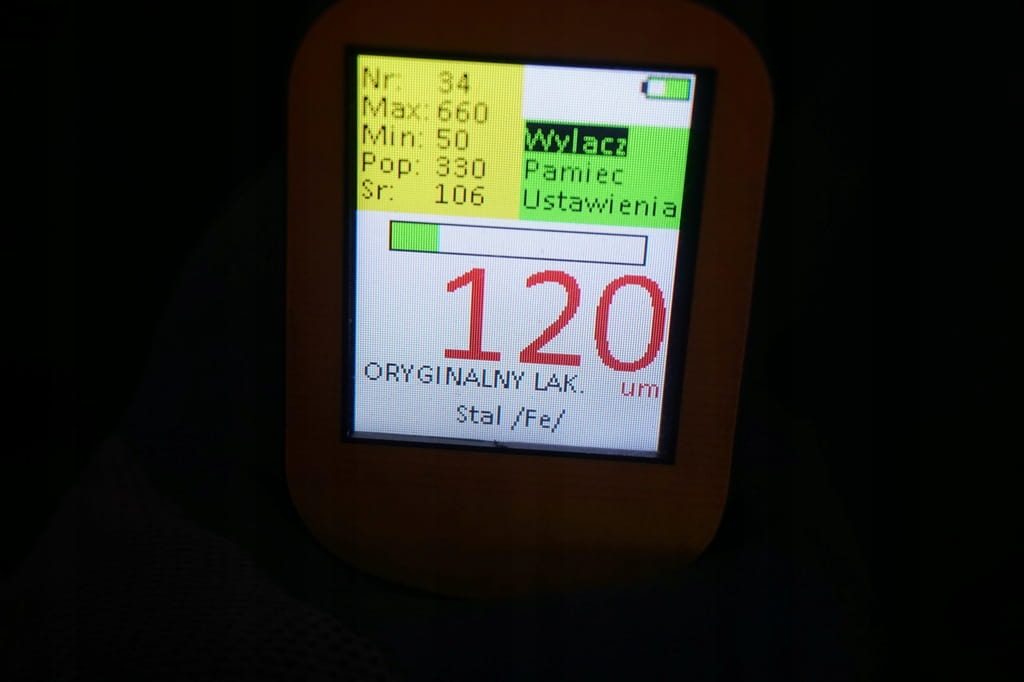 Nr: 34
Max: 660
Min: 50
Pop: 330
Sr: 106
Wylacz
Pamiec
Ustawienia
120
um
ORYGINALNY LAK.
Stal /Fe/